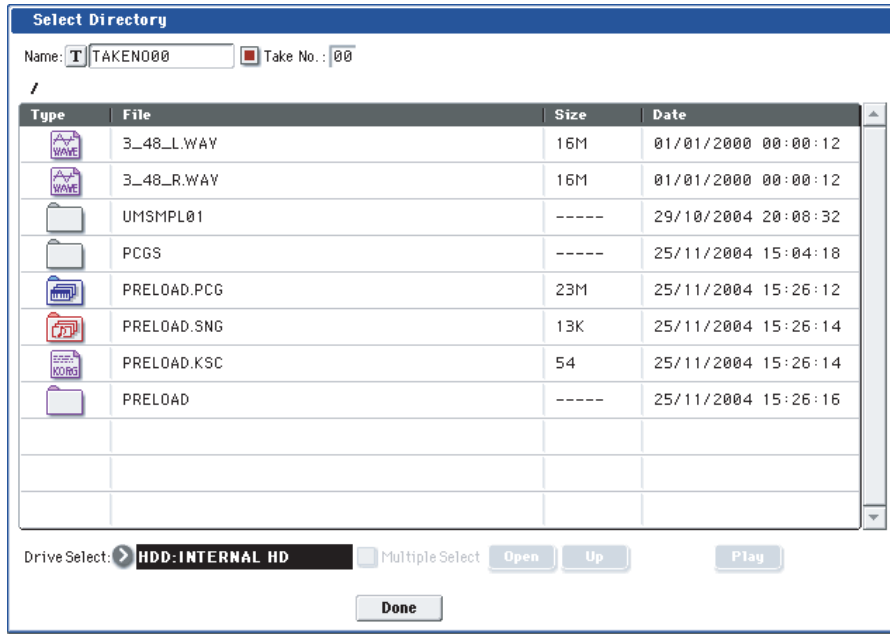 Select Directory
Name: T TAKENO00 Take No.: 00
/
Type File Size Date
WAVE 3_48_L.WAV 16M 01/01/2000 00:00:12
WAVE 3_48_R.WAV 16M 01/01/2000 00:00:12
UMSMPL01 ----- 29/10/2004 20:08:32
PCGS ----- 25/11/2004 15:04:18
PRELOAD.PCG 23M 25/11/2004 15:26:12
PRELOAD.SNG 13K 25/11/2004 15:26:14
KORG PRELOAD.KSC 54 25/11/2004 15:26:14
PRELOAD ----- 25/11/2004 15:26:16
Drive Select: HDD:INTERNAL HD Multiple Select Open Up Play
Done